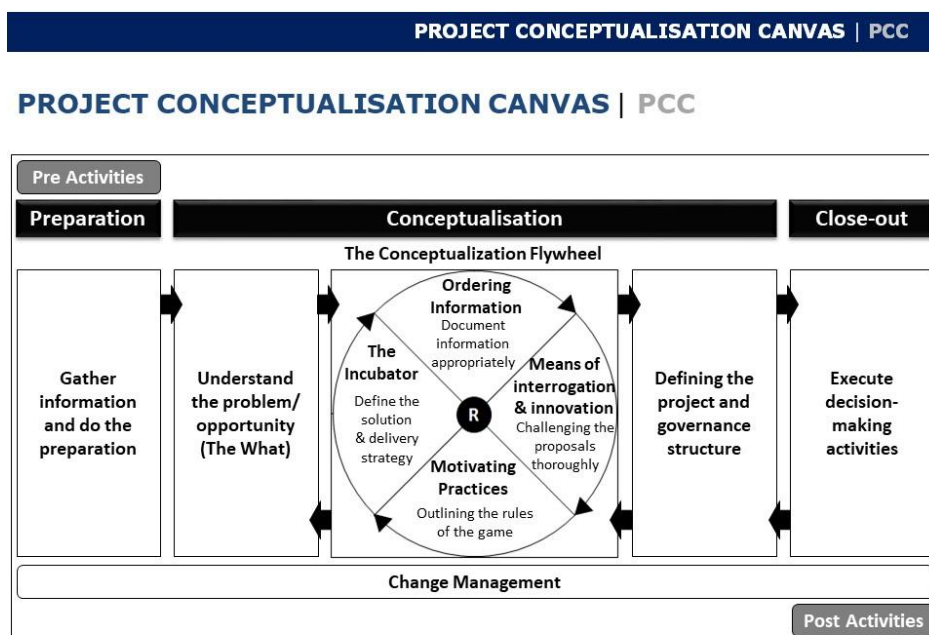 PROJECT CONCEPTUALISATION CANVAS | PCC
PROJECT CONCEPTUALISATION CANVAS | PCC
Pre Activities
Preparation
Conceptualisation
Close-out
The Conceptualization Flywheel
Gather
information
and do the
preparation
Understand
the problem/
opportunity
(The What)
Ordering
Information
Document
information
appropriately
The
Incubator
Define the
solution
& delivery
strategy
R
Means of
interrogation
& innovation
Challenging the
proposals
thoroughly
Motivating
Practices
Outlining the rules
of the game
Defining the
project and
governance
structure
Execute
decision-
making
activities
Change Management
Post Activities